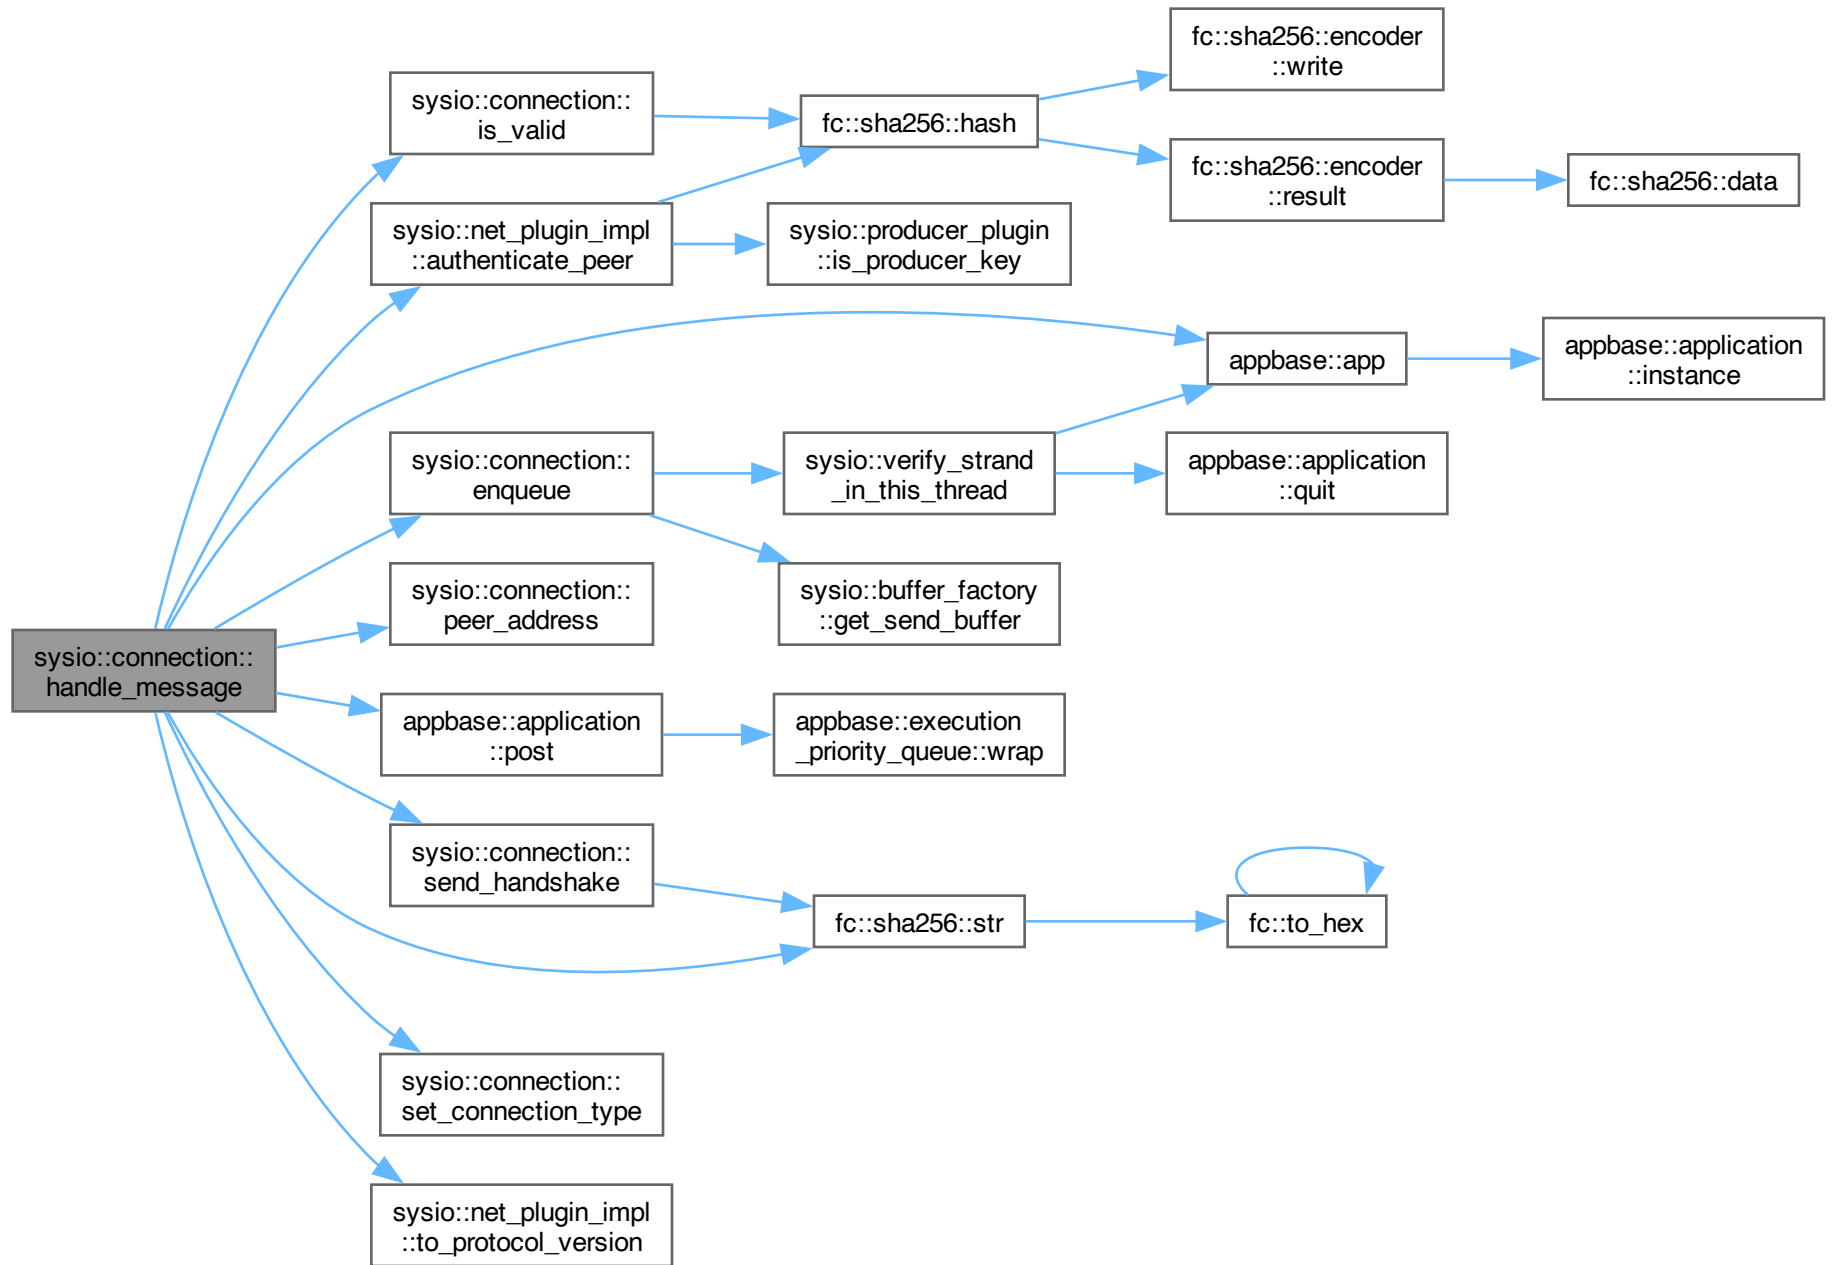 sysio::connection::
handle_message
sysio::connection::
is_valid
sysio::net_plugin_impl
::authenticate_peer
sysio::connection::
enqueue
sysio::connection::
peer_address
appbase::application
::post
sysio::connection::
send_handshake
sysio::connection::
set_connection_type
sysio::net_plugin_impl
::to_protocol_version
fc::sha256::hash
sysio::producer_plugin
::is_producer_key
sysio::verify_strand
_in_this_thread
sysio::buffer_factory
::get_send_buffer
appbase::execution
_priority_queue::wrap
fc::sha256::str
fc::sha256::encoder
::write
fc::sha256::encoder
::result
appbase::app
appbase::application
::quit
fc::to_hex
fc::sha256::data
appbase::application
::instance